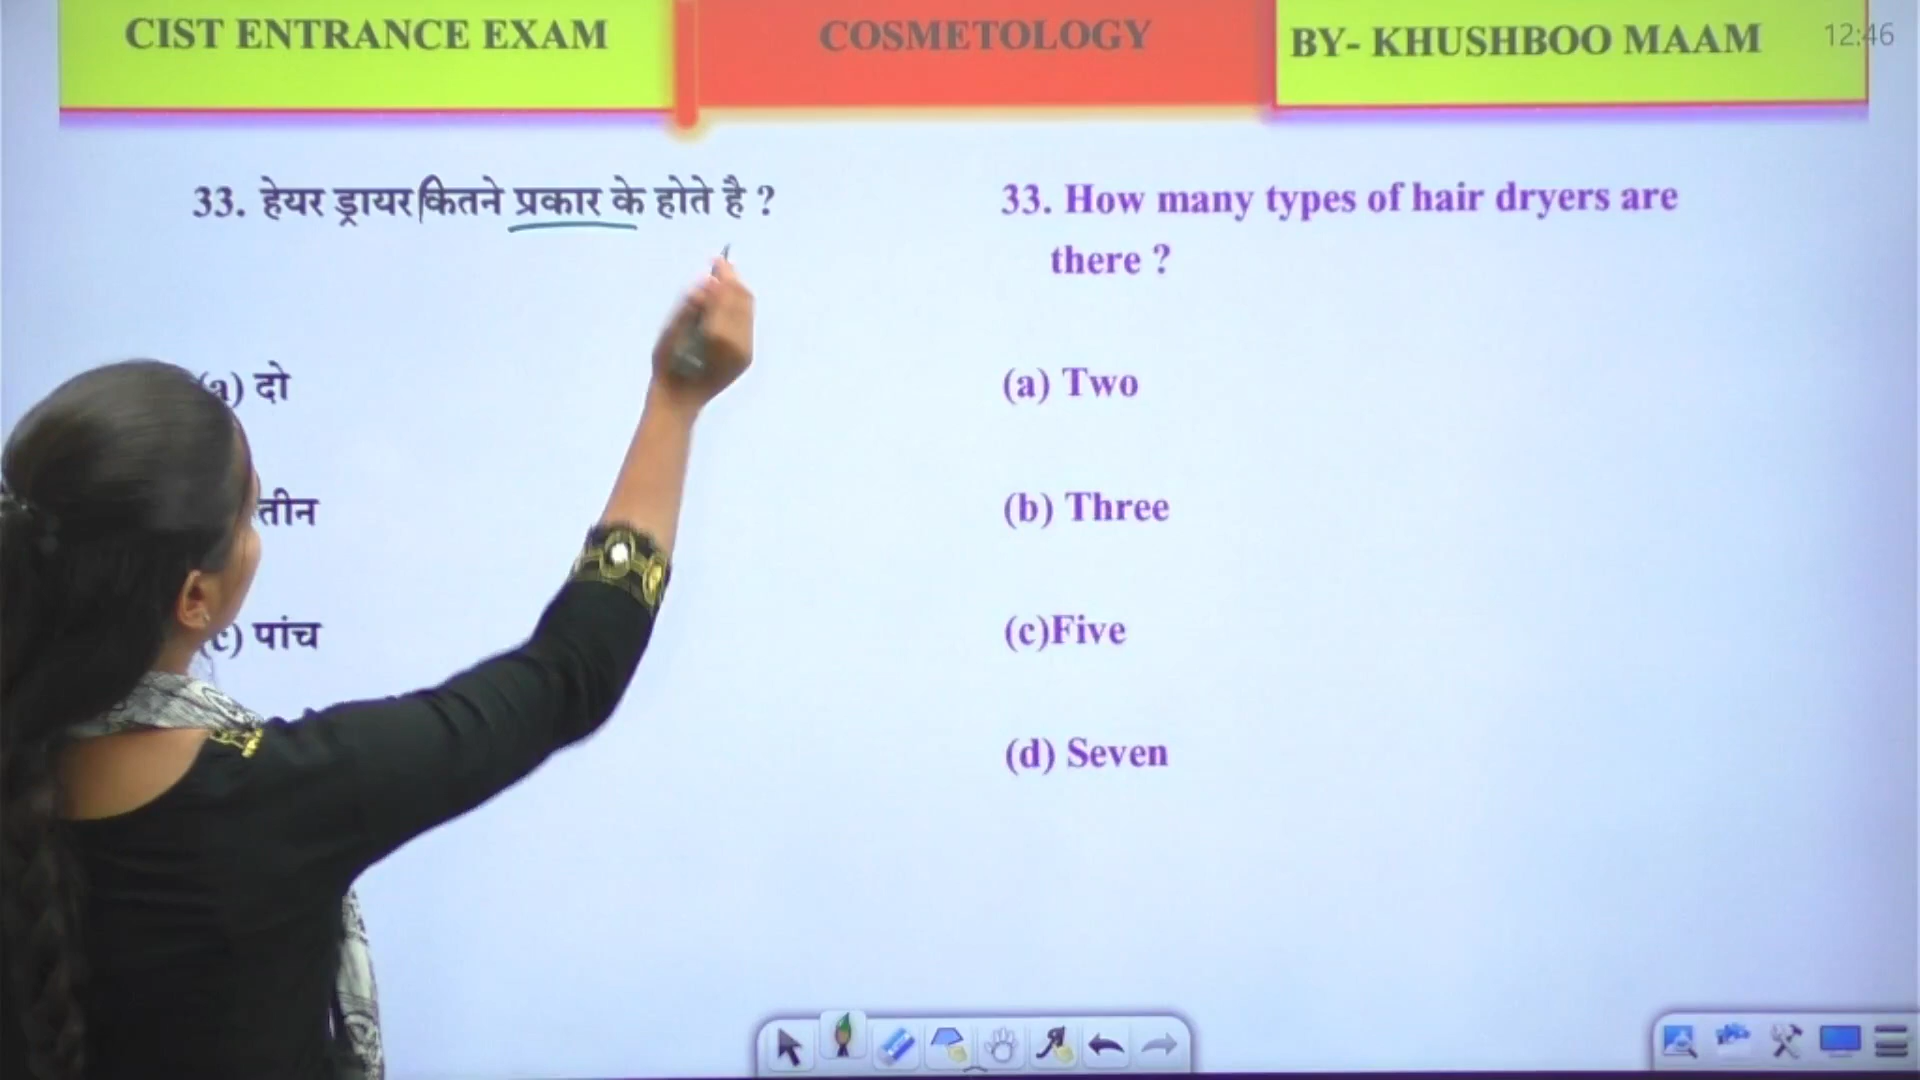 CIST ENTRANCE EXAM
COSMETOLOGY
BY- KHUSHBOO MAAM
12:46
33. हेयर ड्रायर कितने प्रकार के होते है ?
(a) दो
तीन
(c) पांच
33. How many types of hair dryers are
there ?
(a) Two
(b) Three
(c)Five
(d) Seven